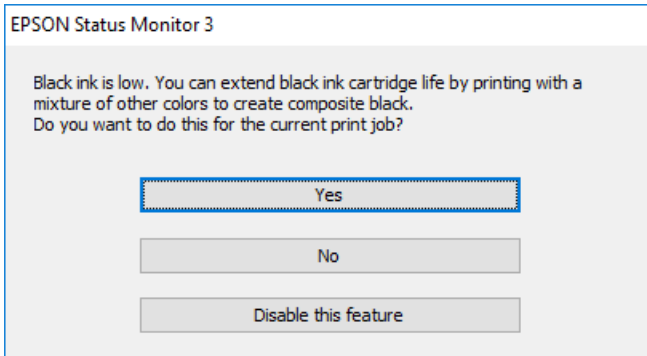 EPSON Status Monitor 3
Black ink is low. You can extend black ink cartridge life by printing with a
mixture of other colors to create composite black.
Do you want to do this for the current print job?
Yes
No
Disable this feature